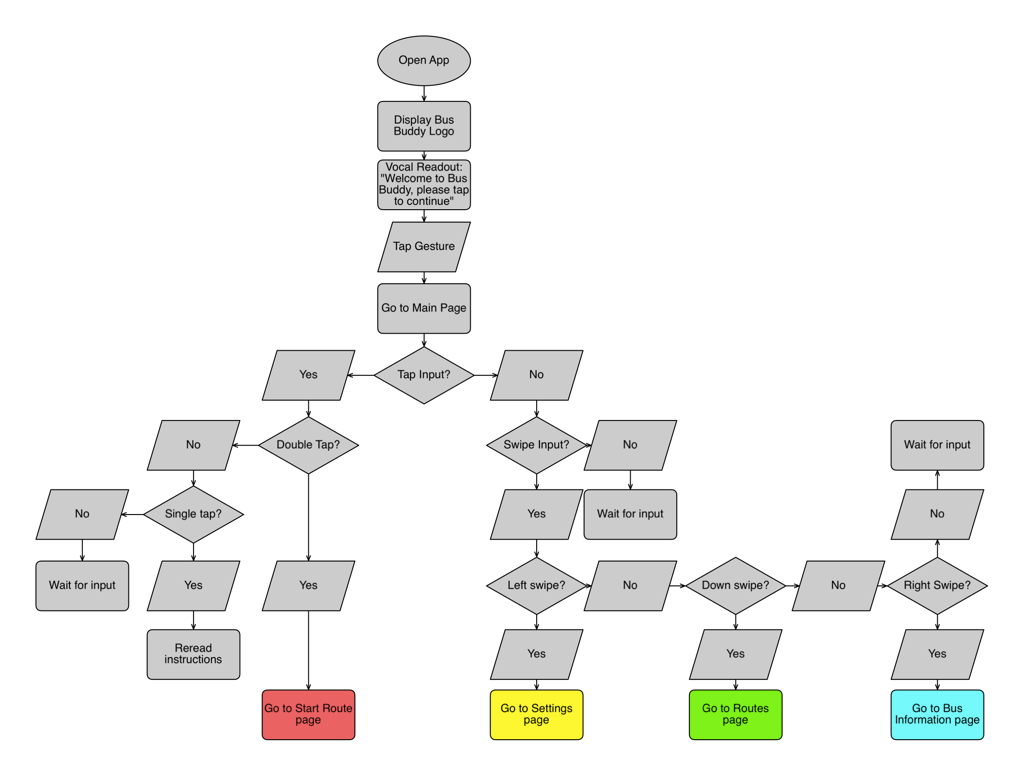 Open App
Display Bus
Buddy Logo
Vocal Readout:
"Welcome to Bus
Buddy, please tap
to continue"
Tap Gesture
Go to Main Page
Yes
Tap Input?
No
No
Double Tap?
Swipe Input?
No
Wait for input
No
Single tap?
Yes
Wait for input
No
Wait for input
Yes
Yes
Left swipe?
No
Down swipe?
No
Right Swipe?
Reread
instructions
Yes
Yes
Yes
Go to Start Route
page
Go to Settings
page
Go to Routes
page
Go to Bus
Information page